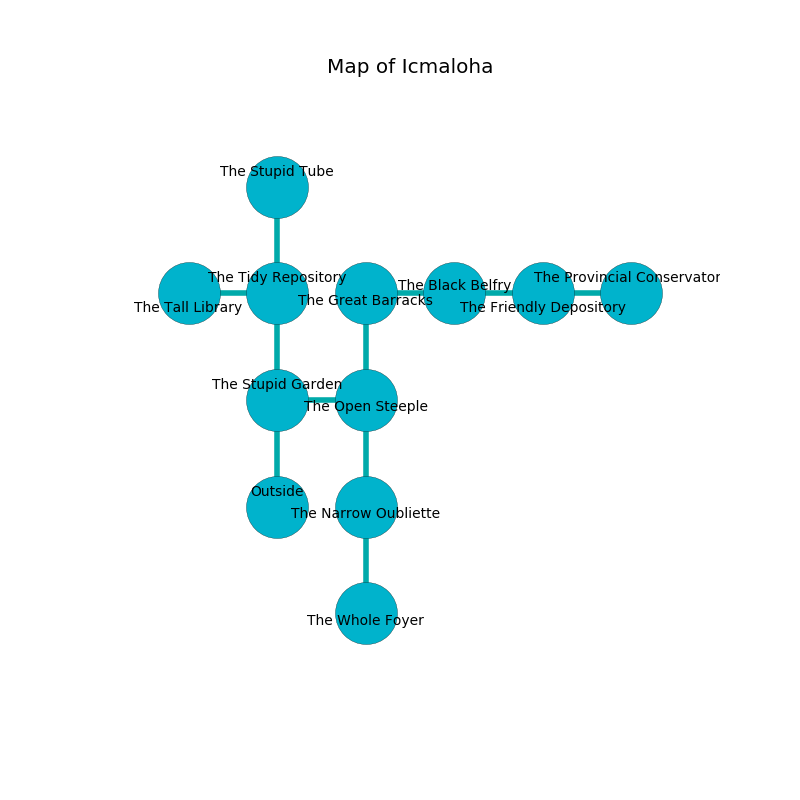 Map of Icmaloha
The Stupid Tube
The Tidy Repository
The Provincial Conservator
The Black Belfry
The Great Barracks
The Tall Library
The Friendly Depository
The Stupid Garden
The Open Steeple
Outside
The Narrow Oubliette
The Whole Foyer